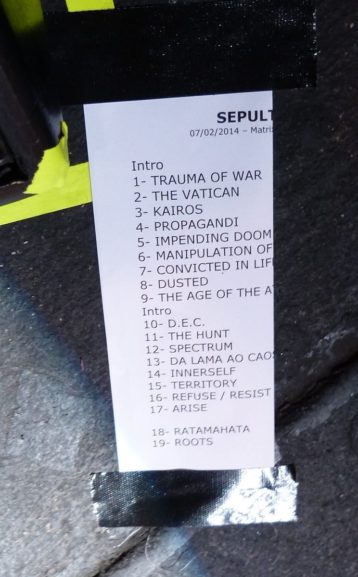 SEPULT
07/02/2014 – Matri
Intro
1- TRAUMA OF WAR
2- THE VATICAN
3- KAIROS
4- PROPAGANDI
5- IMPENDING DOOM
6- MANIPULATION OF
7- CONVICTED IN LIF
8- DUSTED
9- THE AGE OF THE A
Intro
10- D.E.C.
11- THE HUNT
12- SPECTRUM
13- DA LAMA AO CAO
14- INNERSELF
15- TERRITORY
16- REFUSE / RESIST
17- ARISE
18- RATAMAHATA
19- ROOTS